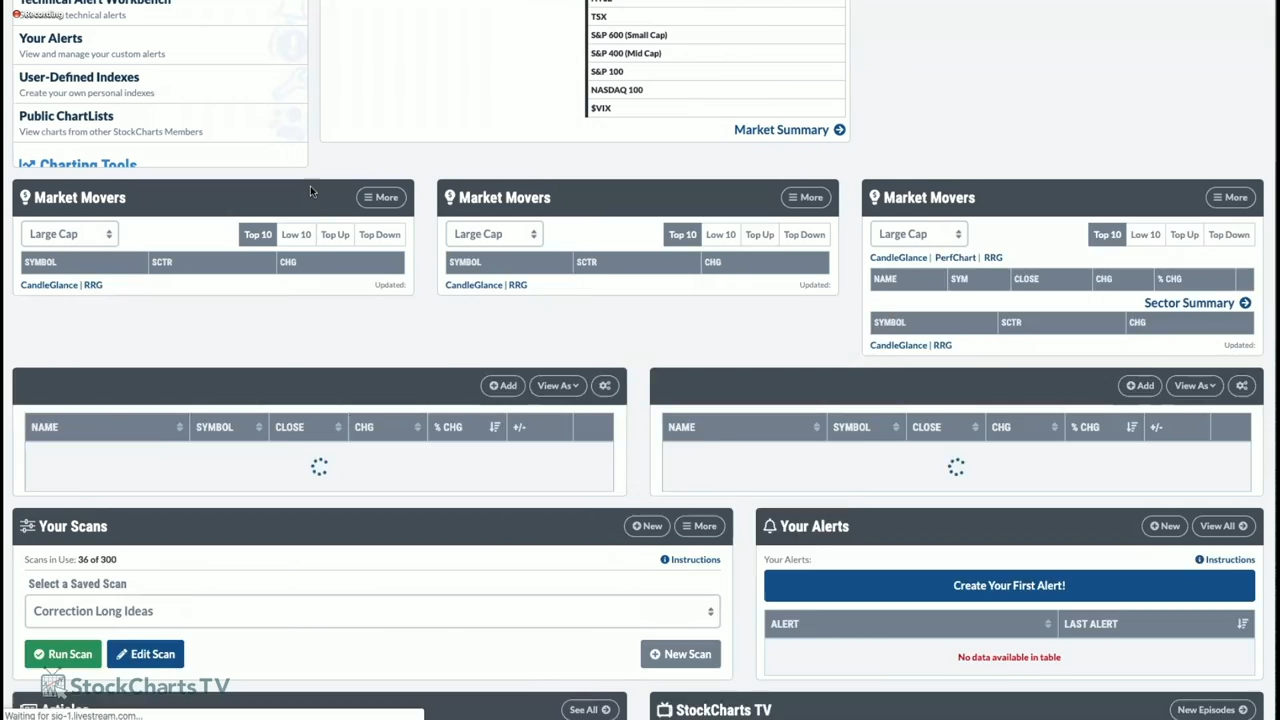 Technical Alert Workbench
technical alerts
Recording
Your Alerts
View and manage your custom alerts
User-Defined Indexes
Create your own personal indexes
Public ChartLists
View charts from other StockCharts Members
Charting Tools
TSX
S&P 600 (Small Cap)
S&P 400 (Mid Cap)
S&P 100
NASDAQ 100
$VIX
Market Summary
Market Movers
More
Large Cap
Top 10 Low 10 Top Up Top Down
SYMBOL SCTR CHG
CandleGlance | RRG Updated:
Market Movers
More
Large Cap
Top 10 Low 10 Top Up Top Down
SYMBOL SCTR CHG
CandleGlance | RRG Updated:
Market Movers
More
Large Cap
Top 10 Low 10 Top Up Top Down
CandleGlance | PerfChart | RRG
NAME SYM CLOSE CHG % CHG
Sector Summary
SYMBOL SCTR CHG
CandleGlance | RRG Updated:
Add View As
NAME SYMBOL CLOSE CHG % CHG +/-
Add View As
NAME SYMBOL CLOSE CHG % CHG +/-
Your Scans
New More
Scans in Use: 36 of 300 Instructions
Select a Saved Scan
Correction Long Ideas
Run Scan Edit Scan New Scan
Your Alerts
New View All
Your Alerts: Instructions
Create Your First Alert!
ALERT LAST ALERT
No data available in table
StockChartsTV
Articles See All
StockCharts TV New Episodes
Waiting for sio-1.livestream.com...